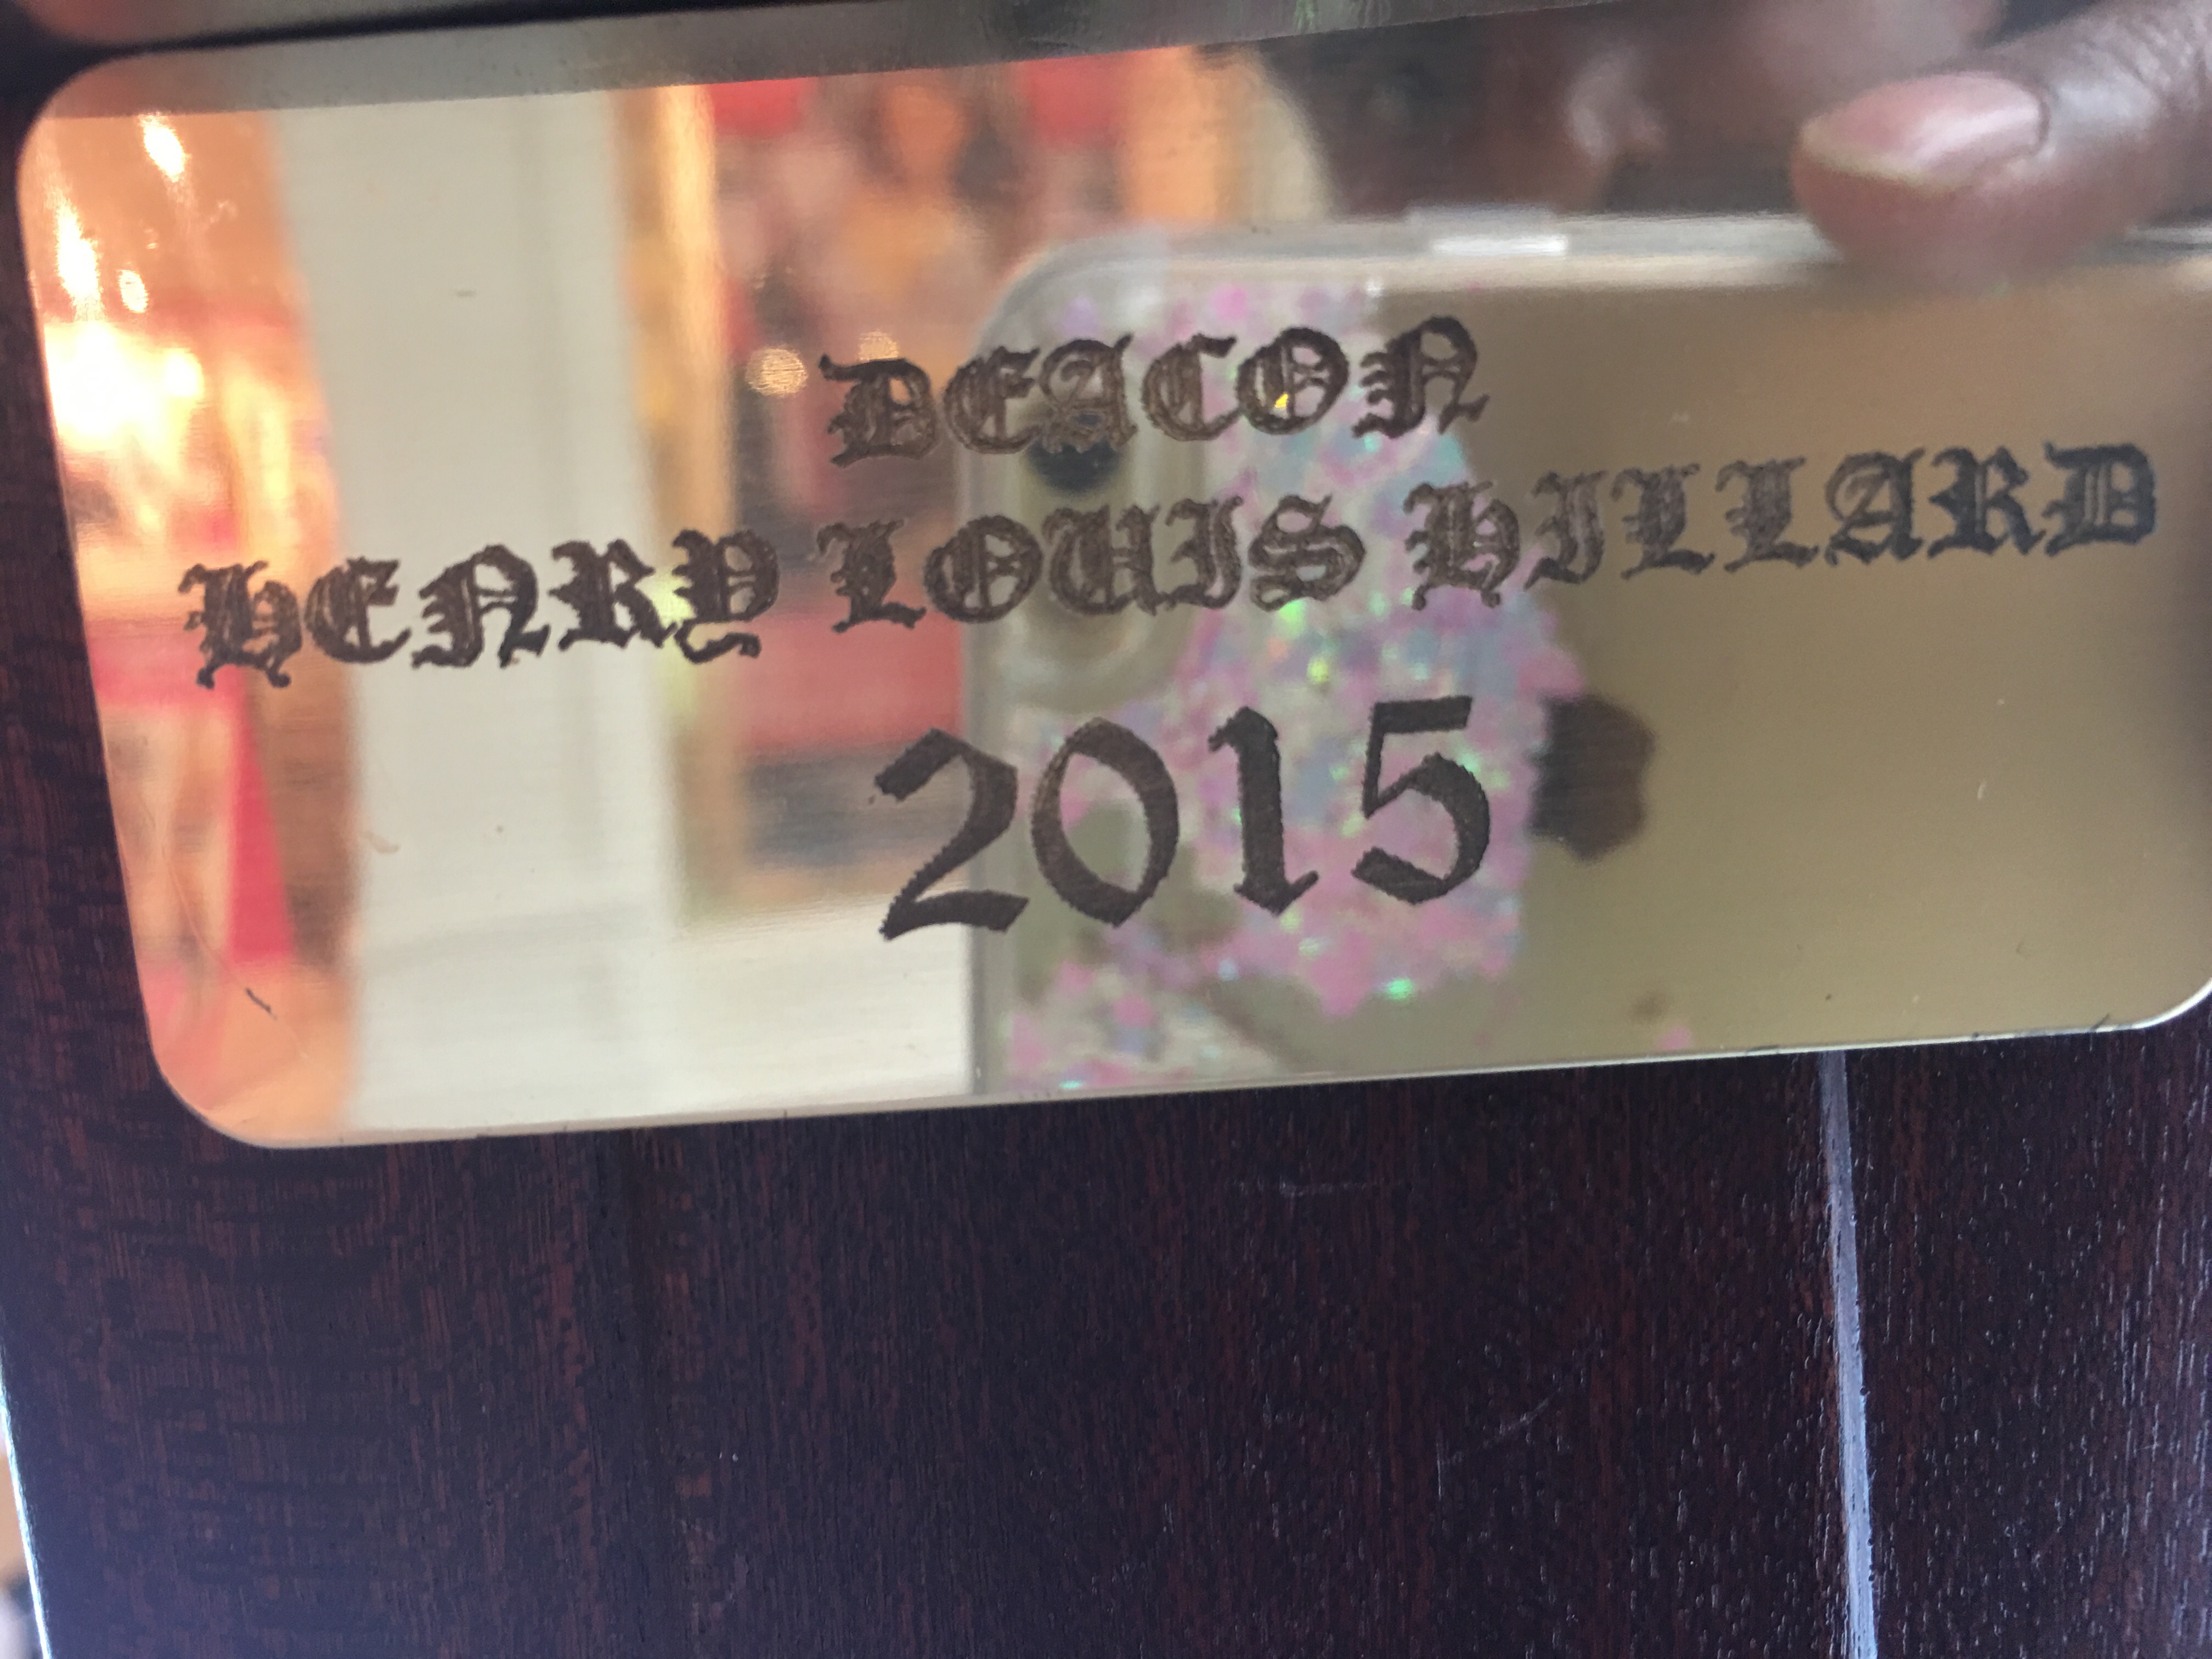 DEACON
HENRY LOUIS HILLARD
2015